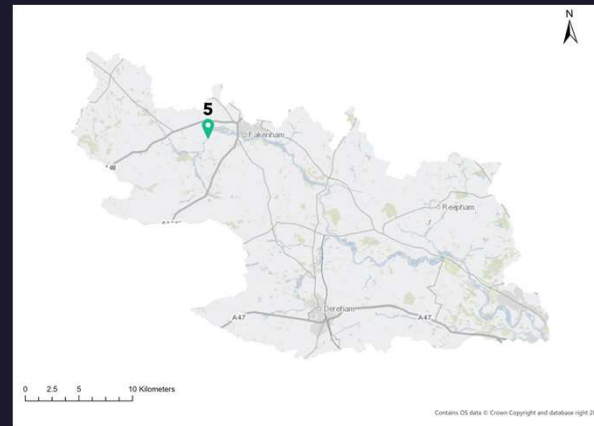 N
5
Fakenham
Reepham
Dereham
A47
A47
0 2.5 5 10 Kilometers
Contains OS data © Crown Copyright and database right